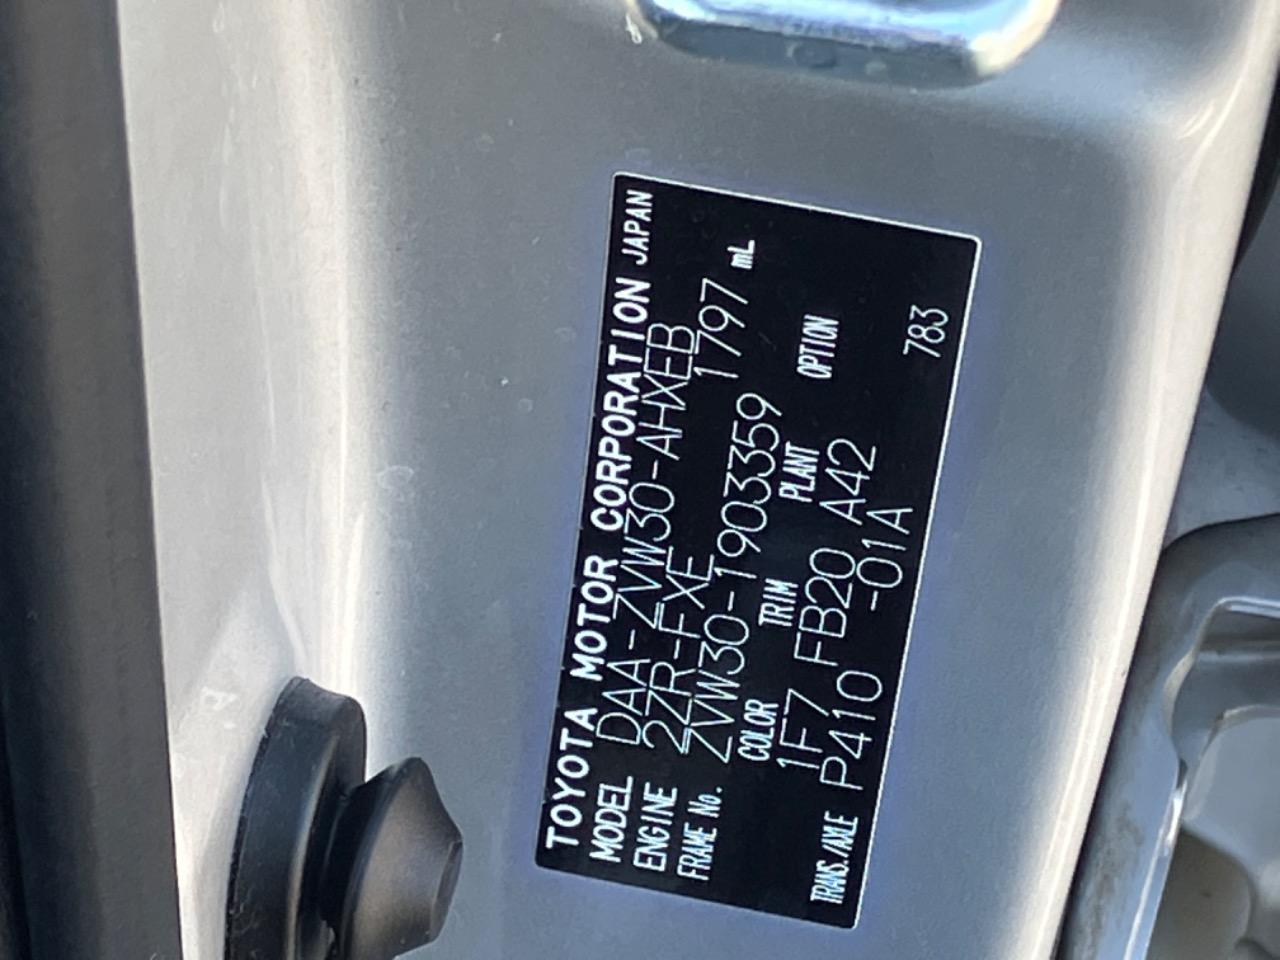 TOYOTA MOTOR CORPORATION JAPAN
MODEL DAA-ZVW30-AHXEB
ENGINE 2ZR-FXE 1797 mL
FRAME No. ZVW30-1903359
COLOR TRIM PLANT OPTION
1F7 FB20 A42
TRANS./AXLE P410 -01A 783